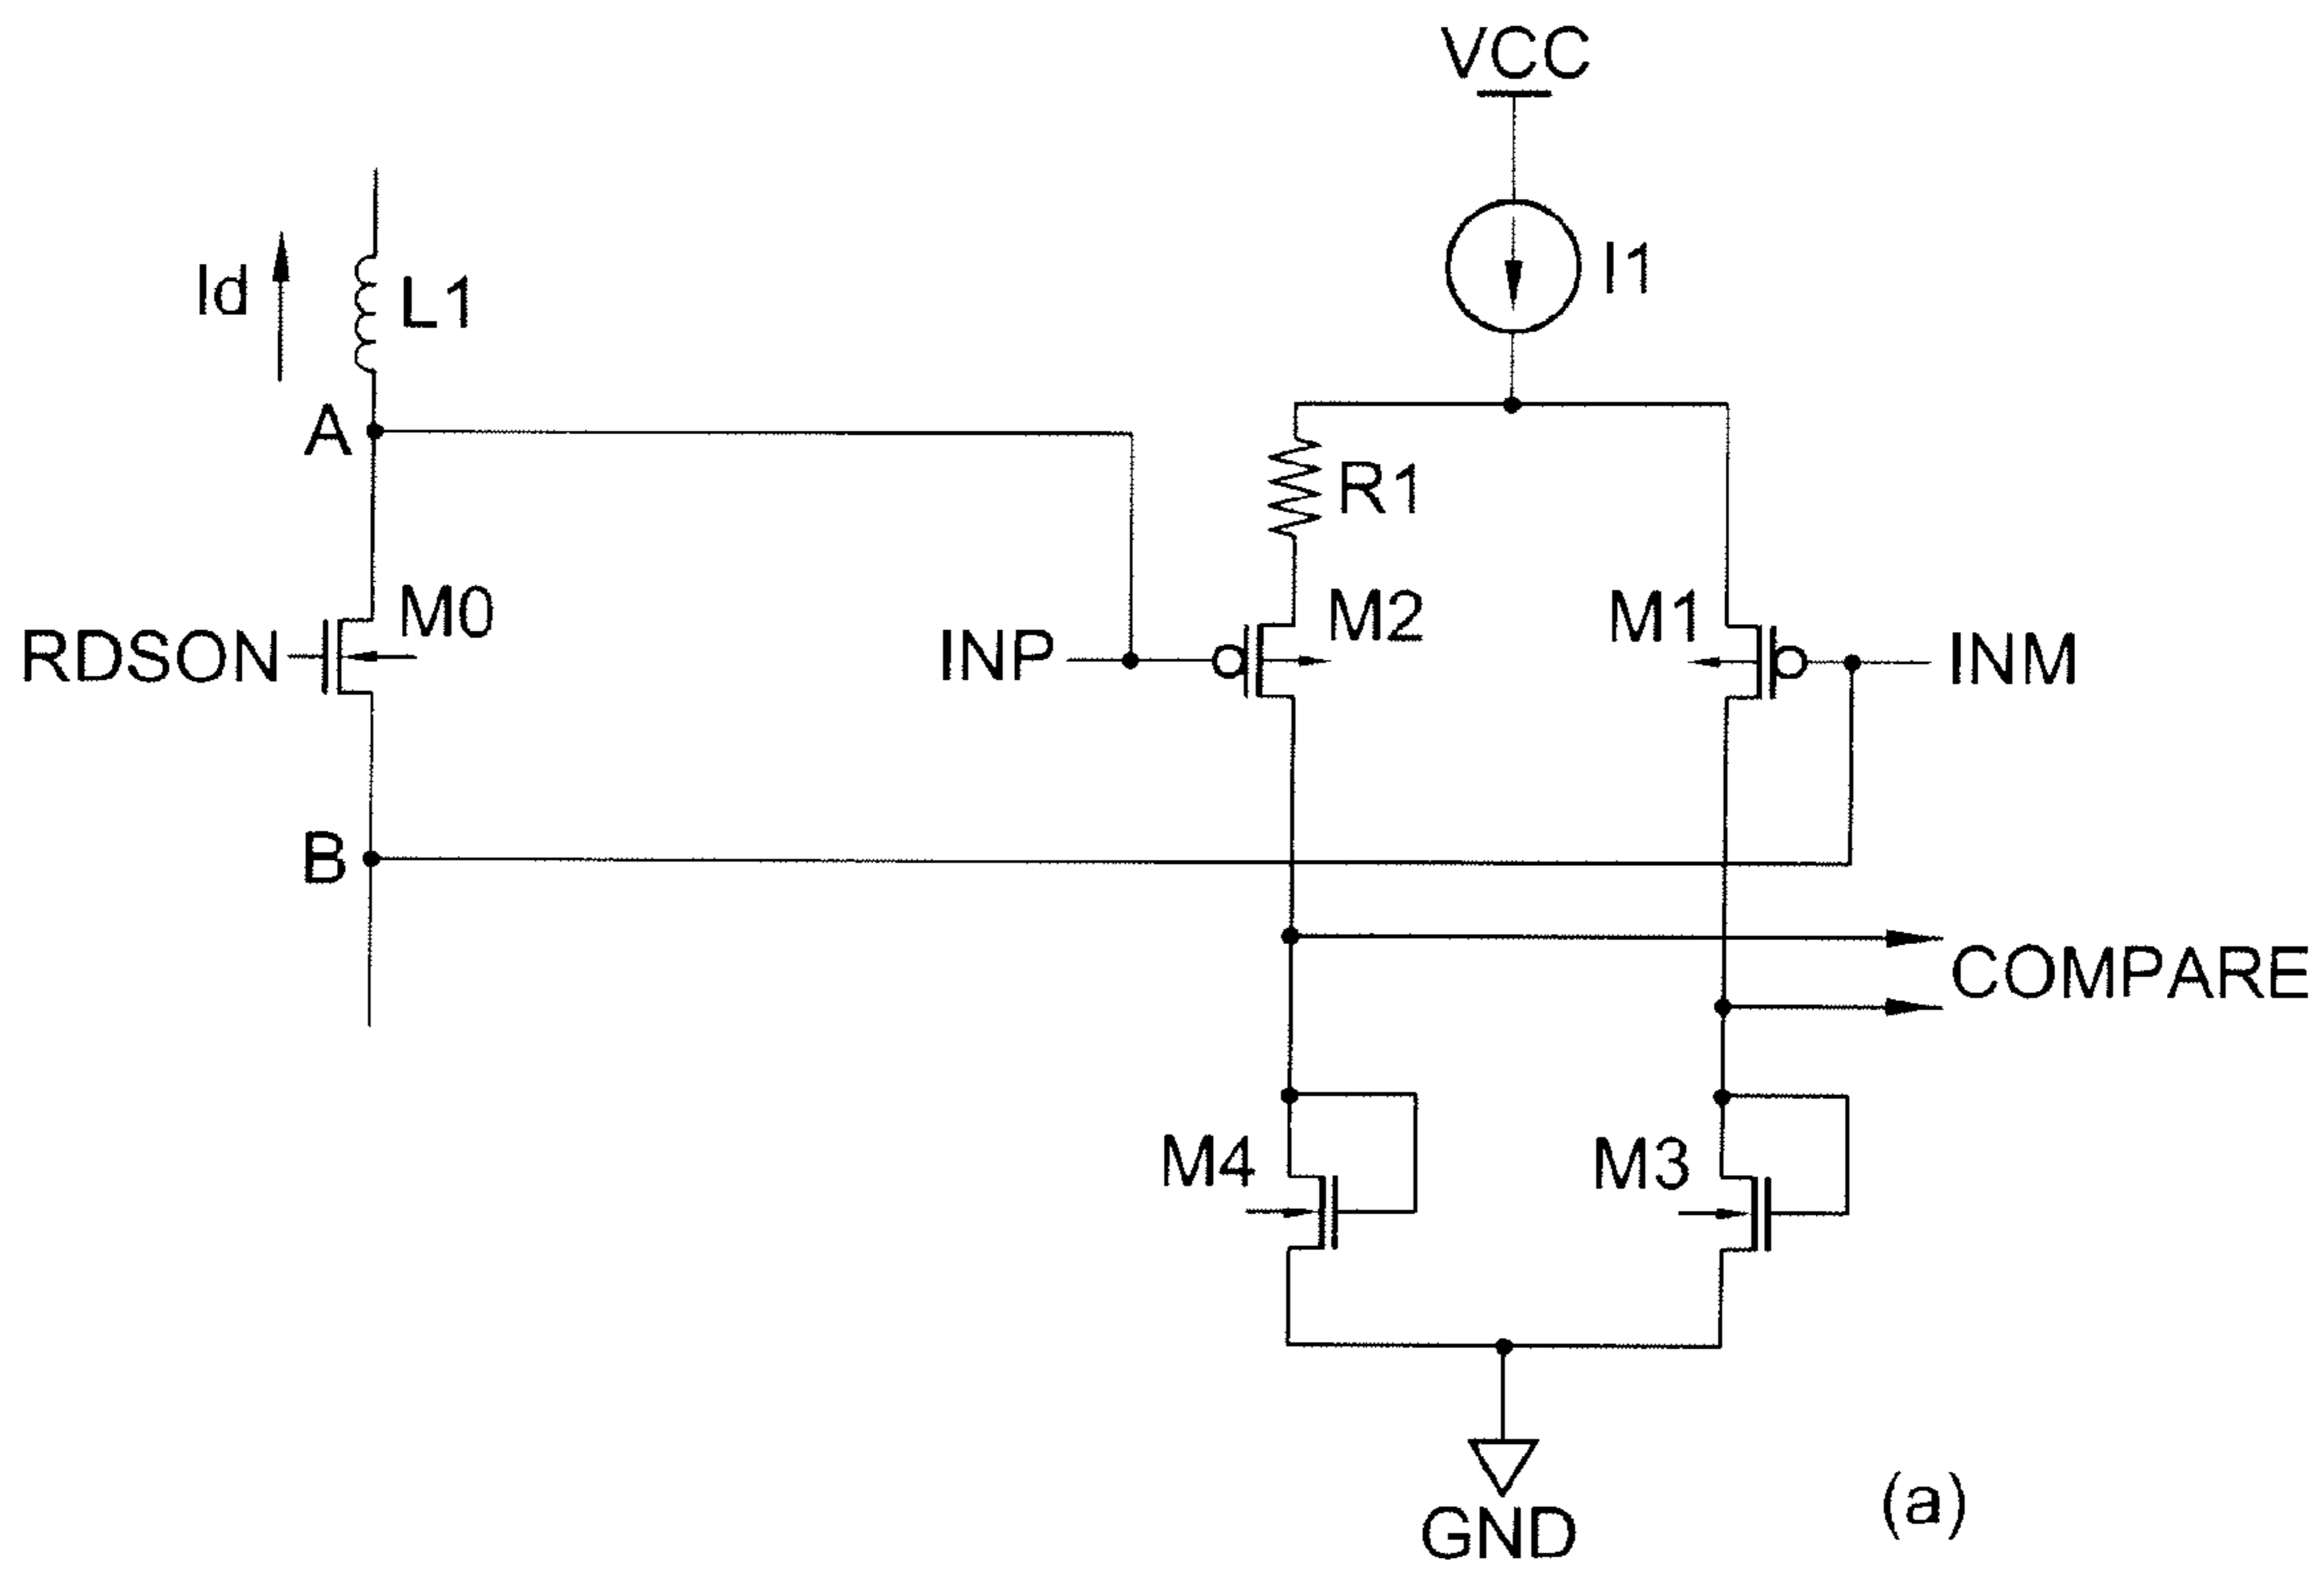 VCC
Id
L1
I1
A
R1
M0
M2
M1
RDSON
INP
INM
B
COMPARE
M4
M3
(a)
GND